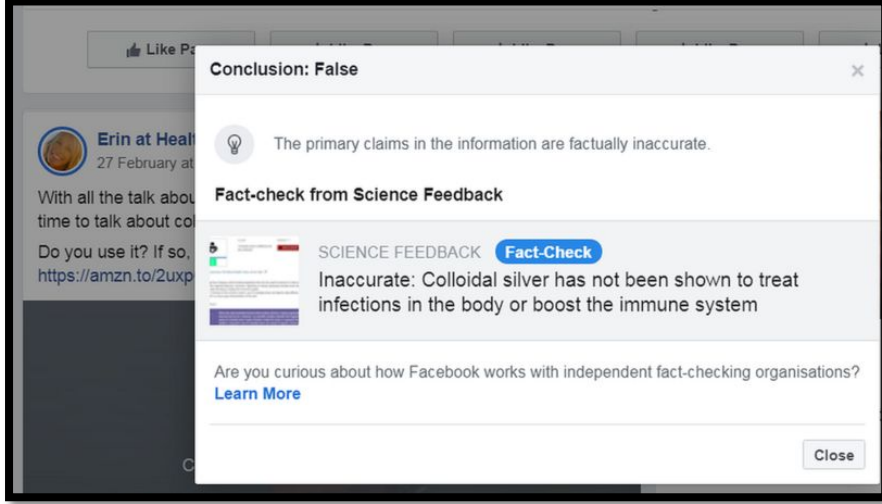 Like Pa
Conclusion: False
×
The primary claims in the information are factually inaccurate.
Erin at Healt
27 February at
With all the talk abou
time to talk about col
Do you use it? If so,
https://amzn.to/2uxp
Fact-check from Science Feedback
SCIENCE FEEDBACK Fact-Check
Inaccurate: Colloidal silver has not been shown to treat
infections in the body or boost the immune system
Are you curious about how Facebook works with independent fact-checking organisations?
Learn More
Close
C